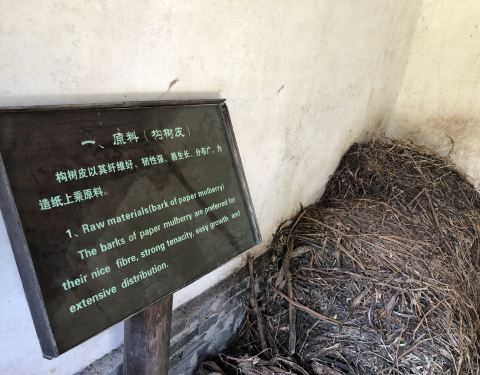 一、原料（构树皮）
构树皮以其纤维好、韧性强、易生长、分布广，为
造纸上乘原料。
1、Raw materials(bark of paper mulberry)
The barks of paper mulberry are preferred for
their nice fibre, strong tenacity, easy growth and
extensive distribution.